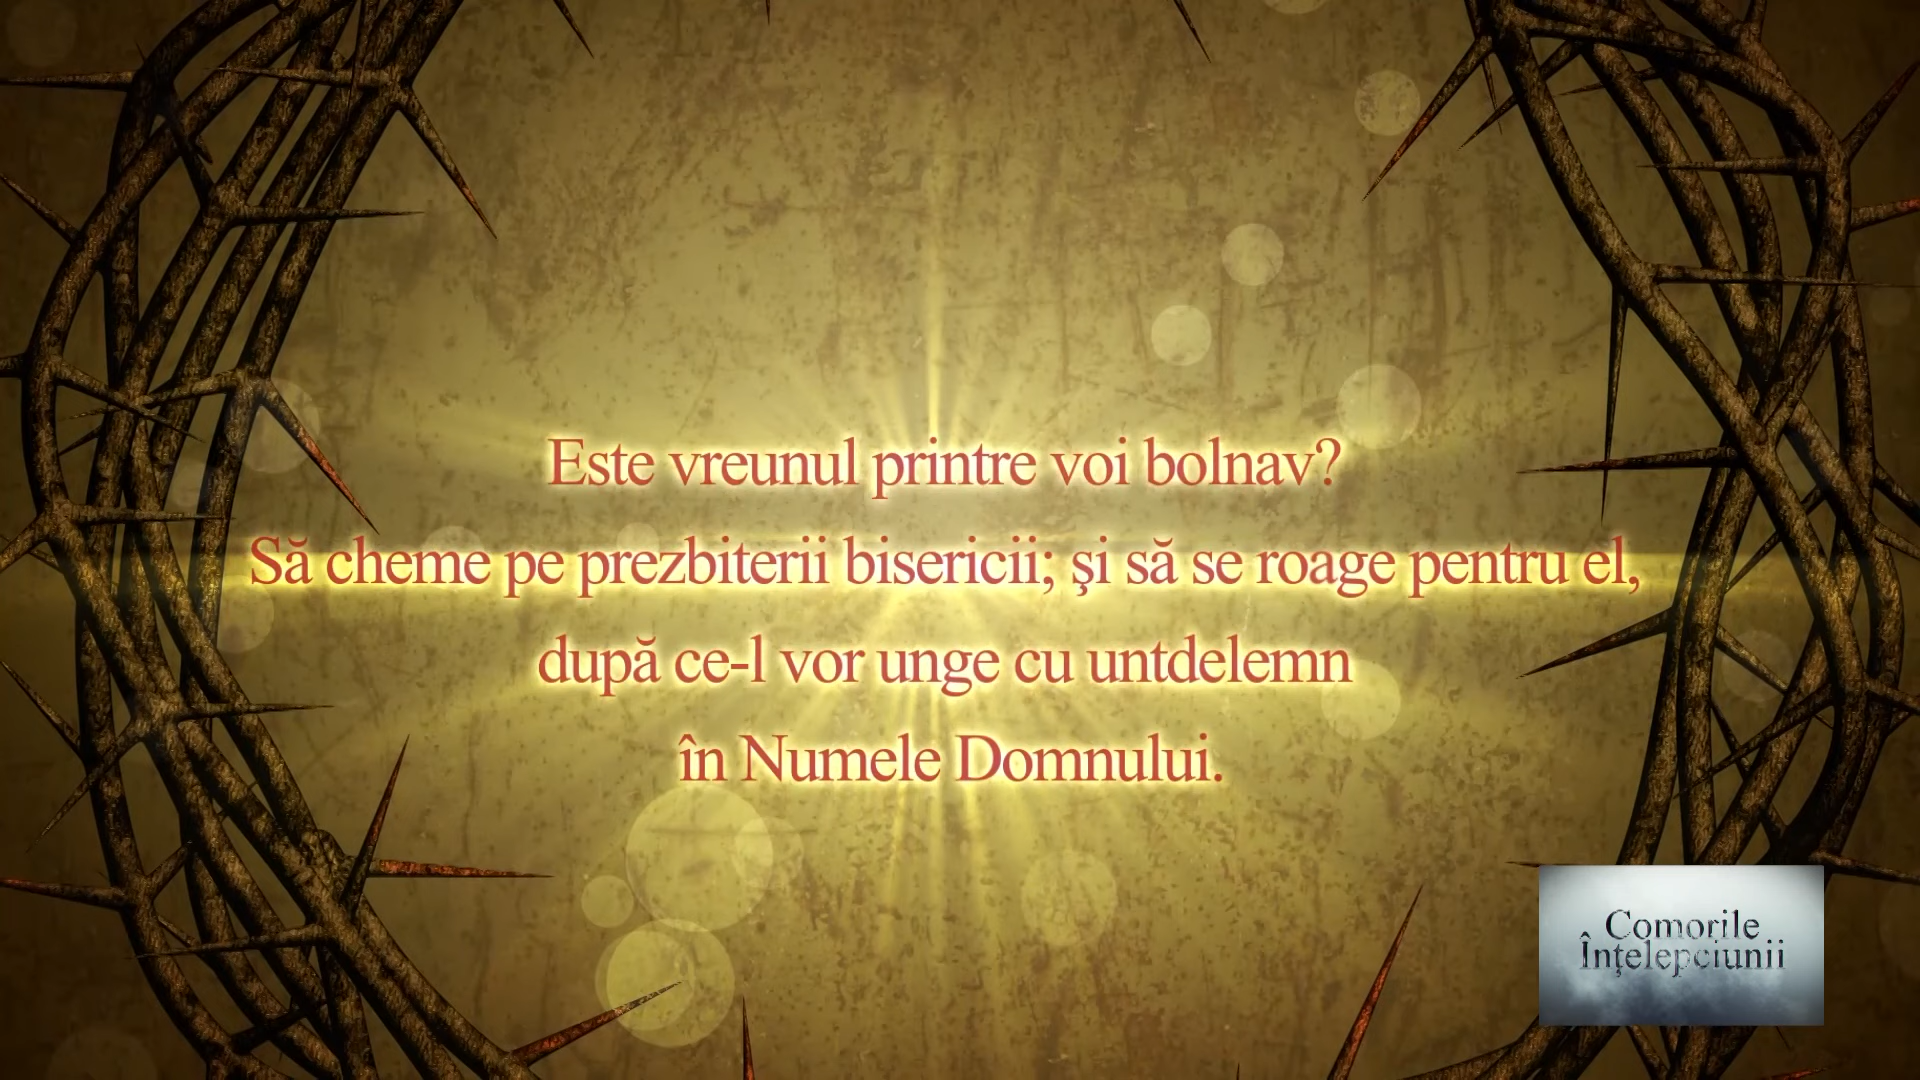 Este vreunul printre voi bolnav?
Să cheme pe prezbiterii bisericii; şi să se roage pentru el,
după ce-l vor unge cu untdelemn
în Numele Domnului.
Comorile
Înţelepciunii